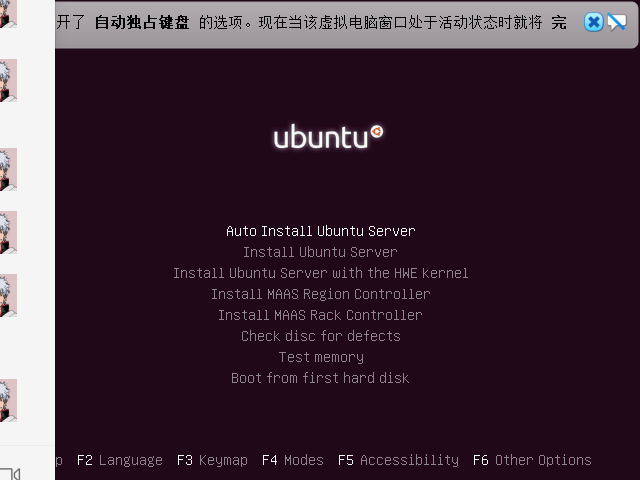 开了 自动独占键盘 的选项。现在当该虚拟电脑窗口处于活动状态时就将 完
ubuntu
Auto Install Ubuntu Server
Install Ubuntu Server
Install Ubuntu Server with the HWE kernel
Install MAAS Region Controller
Install MAAS Rack Controller
Check disc for defects
Test memory
Boot from first hard disk
p F2 Language F3 Keymap F4 Modes F5 Accessibility F6 Other Options